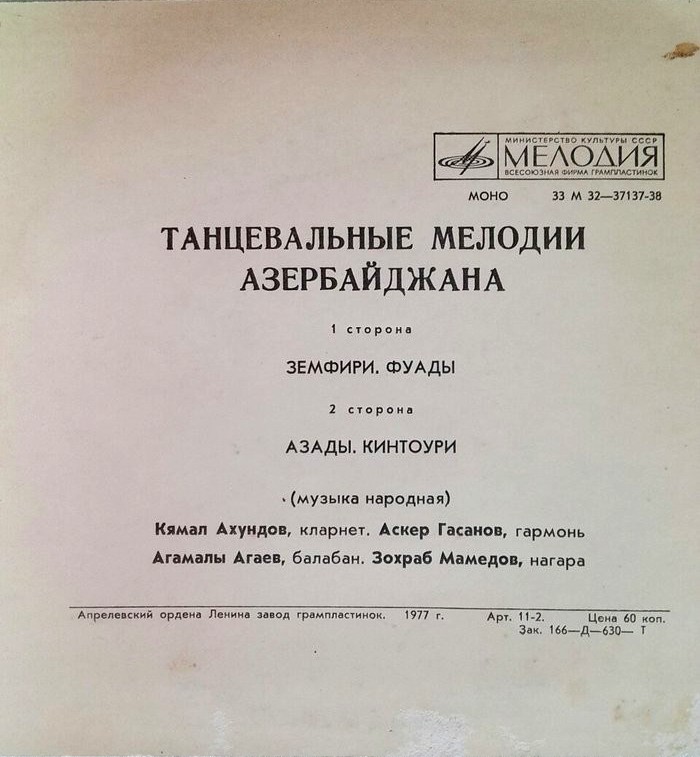 МИНИСТЕРСТВО КУЛЬТУРЫ СССР
МЕЛОДИЯ
ВСЕСОЮЗНАЯ ФИРМА ГРАМПЛАСТИНОК
МОНО 33 М 32—37137-38
ТАНЦЕВАЛЬНЫЕ МЕЛОДИИ
АЗЕРБАЙДЖАНА
1 сторона
ЗЕМФИРИ. ФУАДЫ
2 сторона
АЗАДЫ. КИНТОУРИ
(музыка народная)
Кямал Ахундов, кларнет. Аскер Гасанов, гармонь
Агамалы Агаев, балабан. Зохраб Мамедов, нагара
Апрелевский ордена Ленина завод грампластинок. 1977 г. Арт. 11-2. Цена 60 коп.
Зак. 166—Д—630— Т